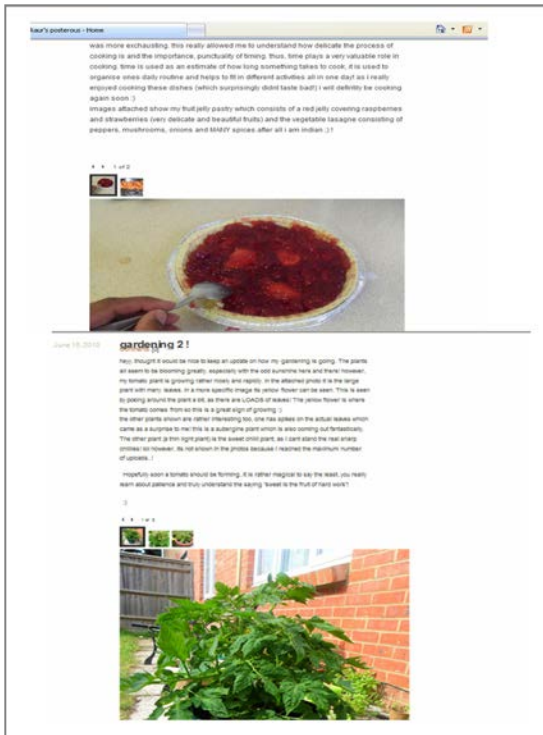 kaur's posterous - Home
was more exchausting. this really allowed me to understand how delicate the process of
cooking is and the importance, punctuality of timing. thus, time plays a very valuable role in
cooking. time is used as an estimate of how long something takes to cook, it is used to
organise ones daily routine and helps to fit in different activities all in one day! as i really
enjoyed cooking these dishes (which surprisingly didnt taste bad!) i will definitly be cooking
again soon :)
images attached show my fruit jelly pastry which consists of a red jelly covering raspberries
and strawberries (very delicate and beautiful fruits) and the vegetable lasagne consisting of
peppers, mushrooms, onions and MANY spices after all i am indian ;) !
1 of 2
June 15, 2010
gardening 2 !
heyy, thought it would be nice to keep an update on how my gardening is going. The plants
all seem to be blooming greatly, especially with the odd sunshine here and there! however,
my tomato plant is growing rather nicely and rapidly. in the attached photo it is the large
plant with many leaves. in a more specific image its yellow flower can be seen. This is seen
by poking around the plant a bit, as there are LOADS of leaves! The yellow flower is where
the tomato comes from so this is a great sign of growing :)
the other plants shown are rather interesting too, one has spikes on the actual leaves which
came as a surprise to me! this is a aubergine plant which is also coming out fantastically.
The other plant (a thin light plant) is the sweet chilli plant, as i cant stand the real sharp
chillies! so however, its not shown in the photos because i reached the maximum number
of uploads..!
Hopefully soon a tomato should be forming. It is rather magical to say the least, you really
learn about patience and truly understand the saying 'sweet is the fruit of hard work'!
:)